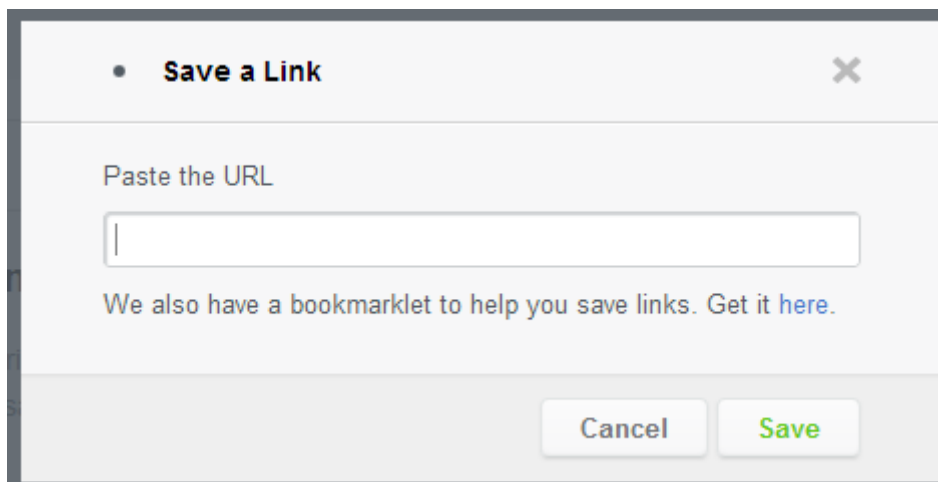 Save a Link
Paste the URL
We also have a bookmarklet to help you save links. Get it here.
Cancel
Save